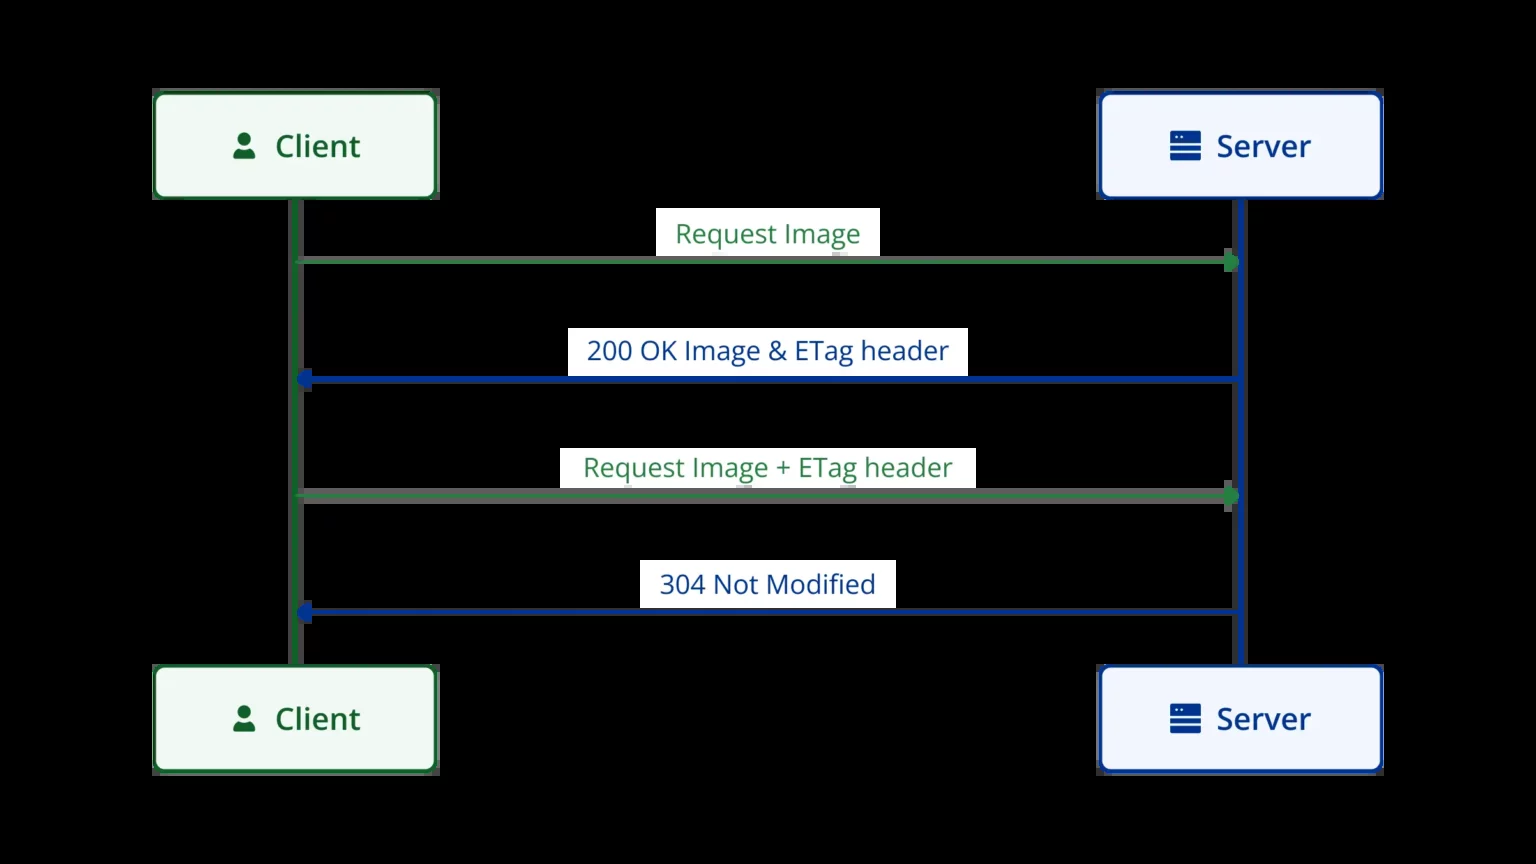 Client
Server
Request Image
200 OK Image & ETag header
Request Image + ETag header
304 Not Modified
Client
Server